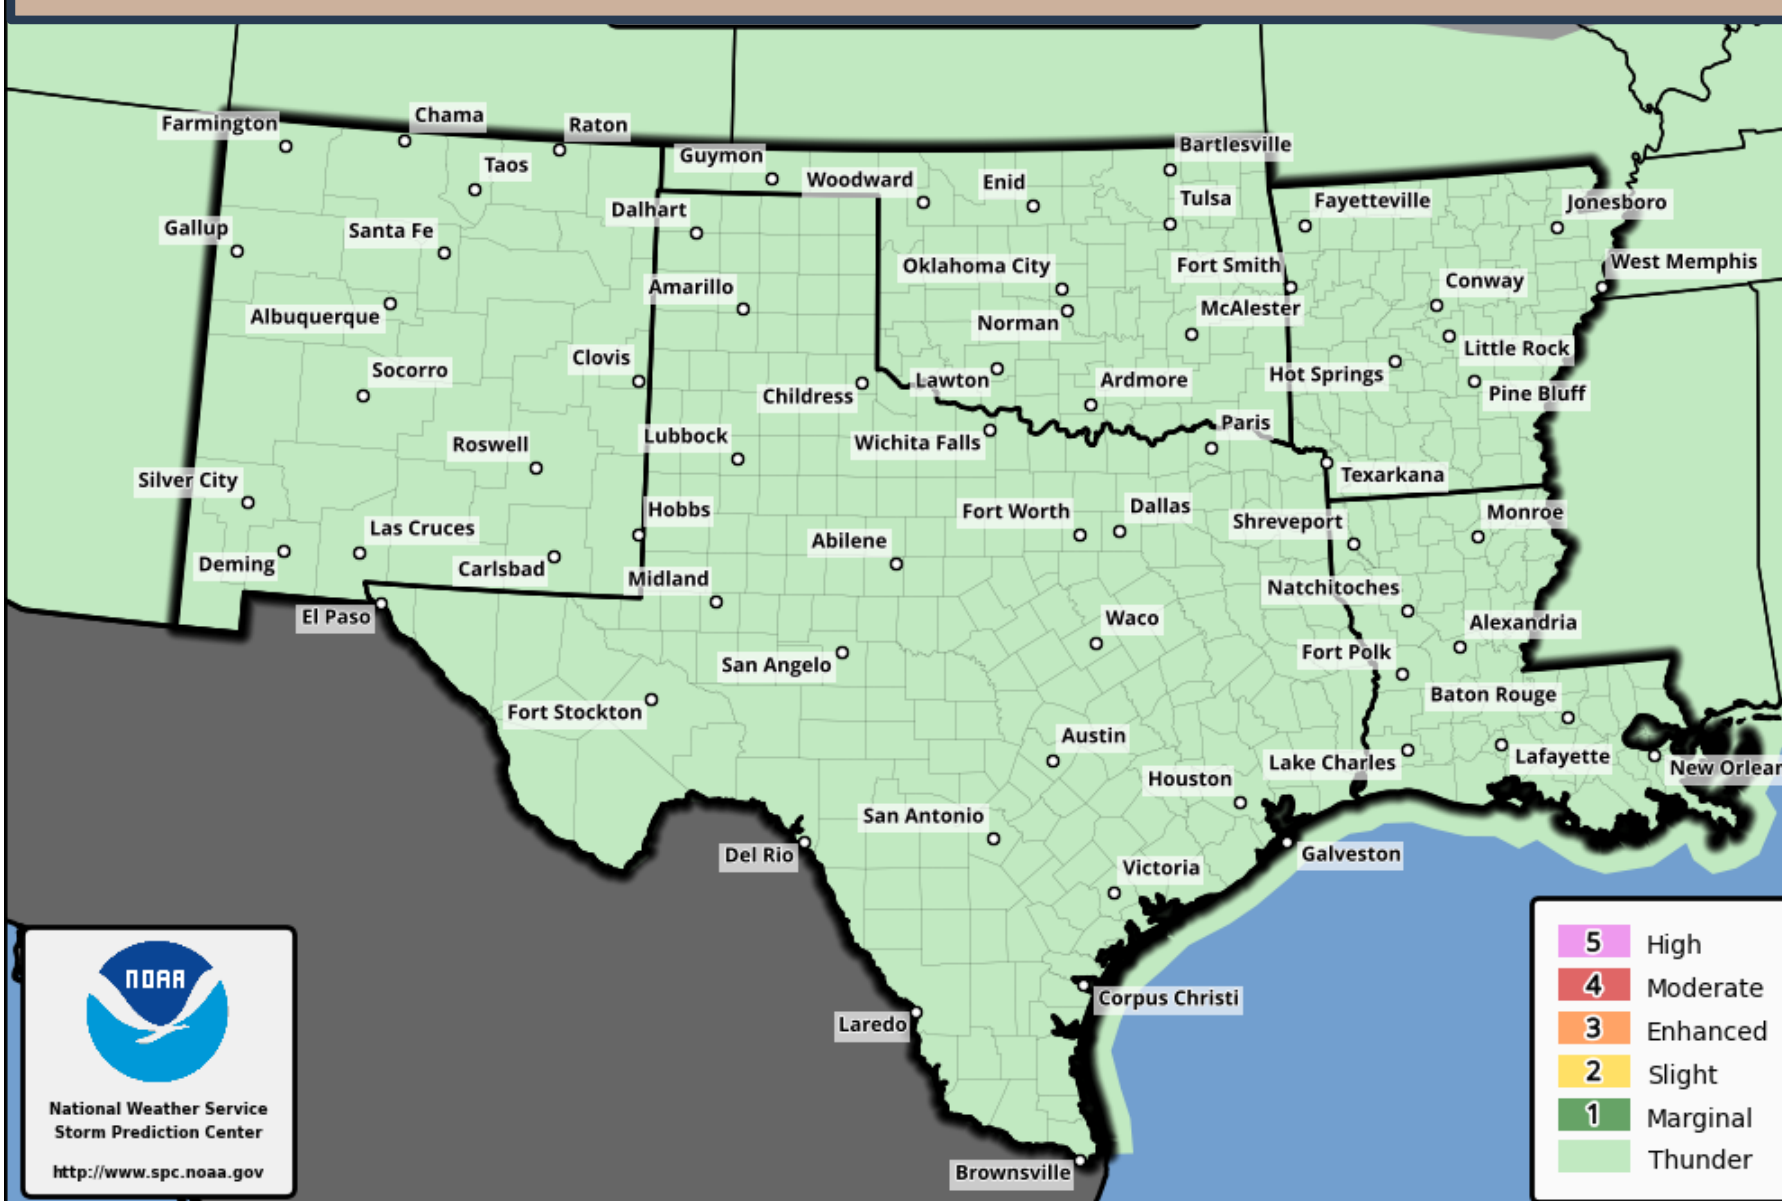 Farmington
Chama
Raton
Taos
Guymon
Woodward
Enid
Bartlesville
Tulsa
Fayetteville
Jonesboro
Dalhart
Gallup
Santa Fe
Oklahoma City
Fort Smith
West Memphis
Amarillo
Conway
Albuquerque
Norman
McAlester
Little Rock
Clovis
Socorro
Childress
Lawton
Ardmore
Hot Springs
Pine Bluff
Paris
Lubbock
Wichita Falls
Roswell
Texarkana
Silver City
Hobbs
Fort Worth
Dallas
Shreveport
Monroe
Las Cruces
Abilene
Deming
Carlsbad
Midland
Natchitoches
El Paso
Waco
Alexandria
San Angelo
Fort Polk
Baton Rouge
Fort Stockton
Austin
Lake Charles
Lafayette
New Orlean
Houston
San Antonio
Del Rio
Galveston
Victoria
Corpus Christi
Laredo
Brownsville
NOAA
National Weather Service
Storm Prediction Center
http://www.spc.noaa.gov
5 High
4 Moderate
3 Enhanced
2 Slight
1 Marginal
Thunder